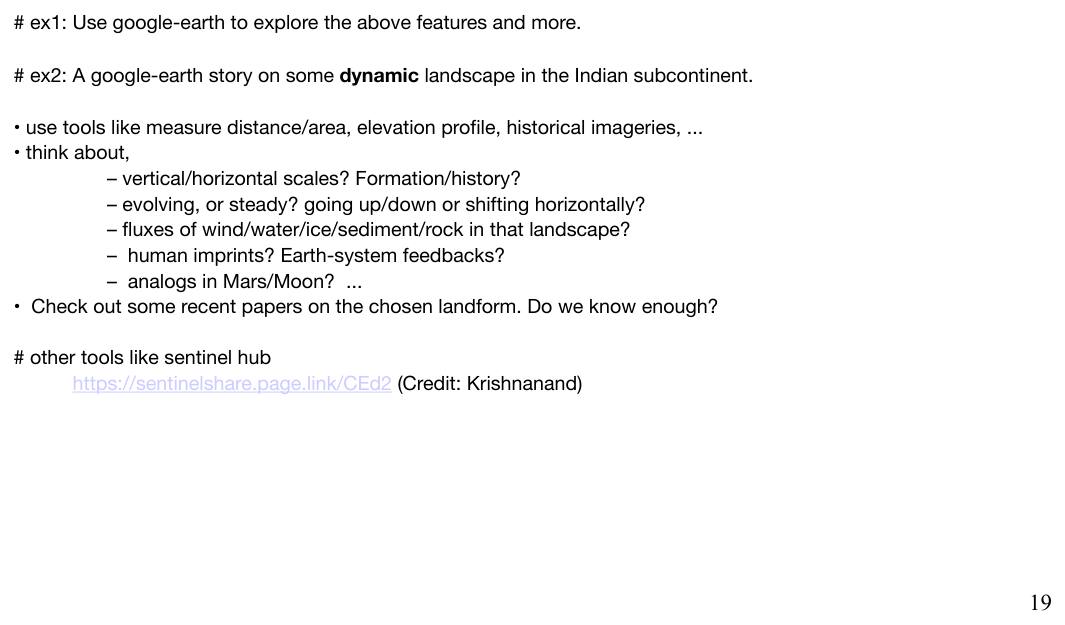 # ex1: Use google-earth to explore the above features and more.
# ex2: A google-earth story on some dynamic landscape in the Indian subcontinent.
• use tools like measure distance/area, elevation profile, historical imageries, ...
• think about,
– vertical/horizontal scales? Formation/history?
– evolving, or steady? going up/down or shifting horizontally?
– fluxes of wind/water/ice/sediment/rock in that landscape?
–  human imprints? Earth-system feedbacks?
–  analogs in Mars/Moon?  ...
•  Check out some recent papers on the chosen landform. Do we know enough?
# other tools like sentinel hub
https://sentinelshare.page.link/CEd2 (Credit: Krishnanand)
19